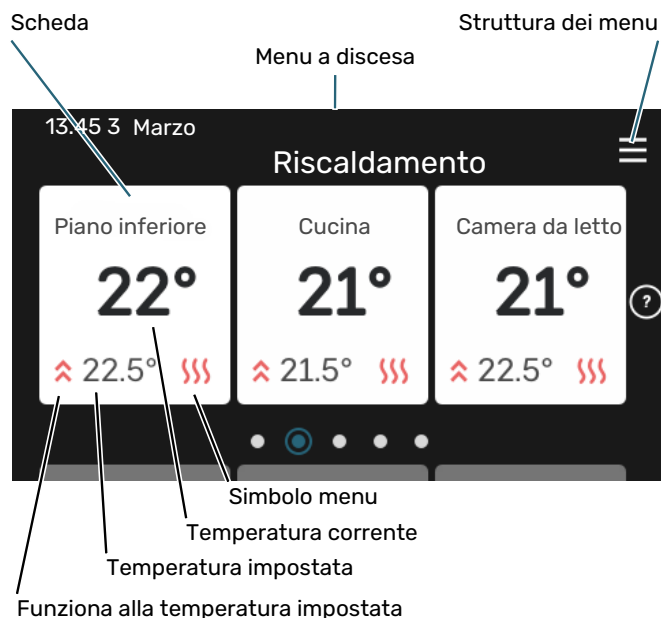 Scheda
Struttura dei menu
Menu a discesa
13.45 3 Marzo
Riscaldamento
Piano inferiore
Cucina
Camera da letto
22°
21°
21°
?
22.5°
21.5°
22.5°
Simbolo menu
Temperatura corrente
Temperatura impostata
Funziona alla temperatura impostata